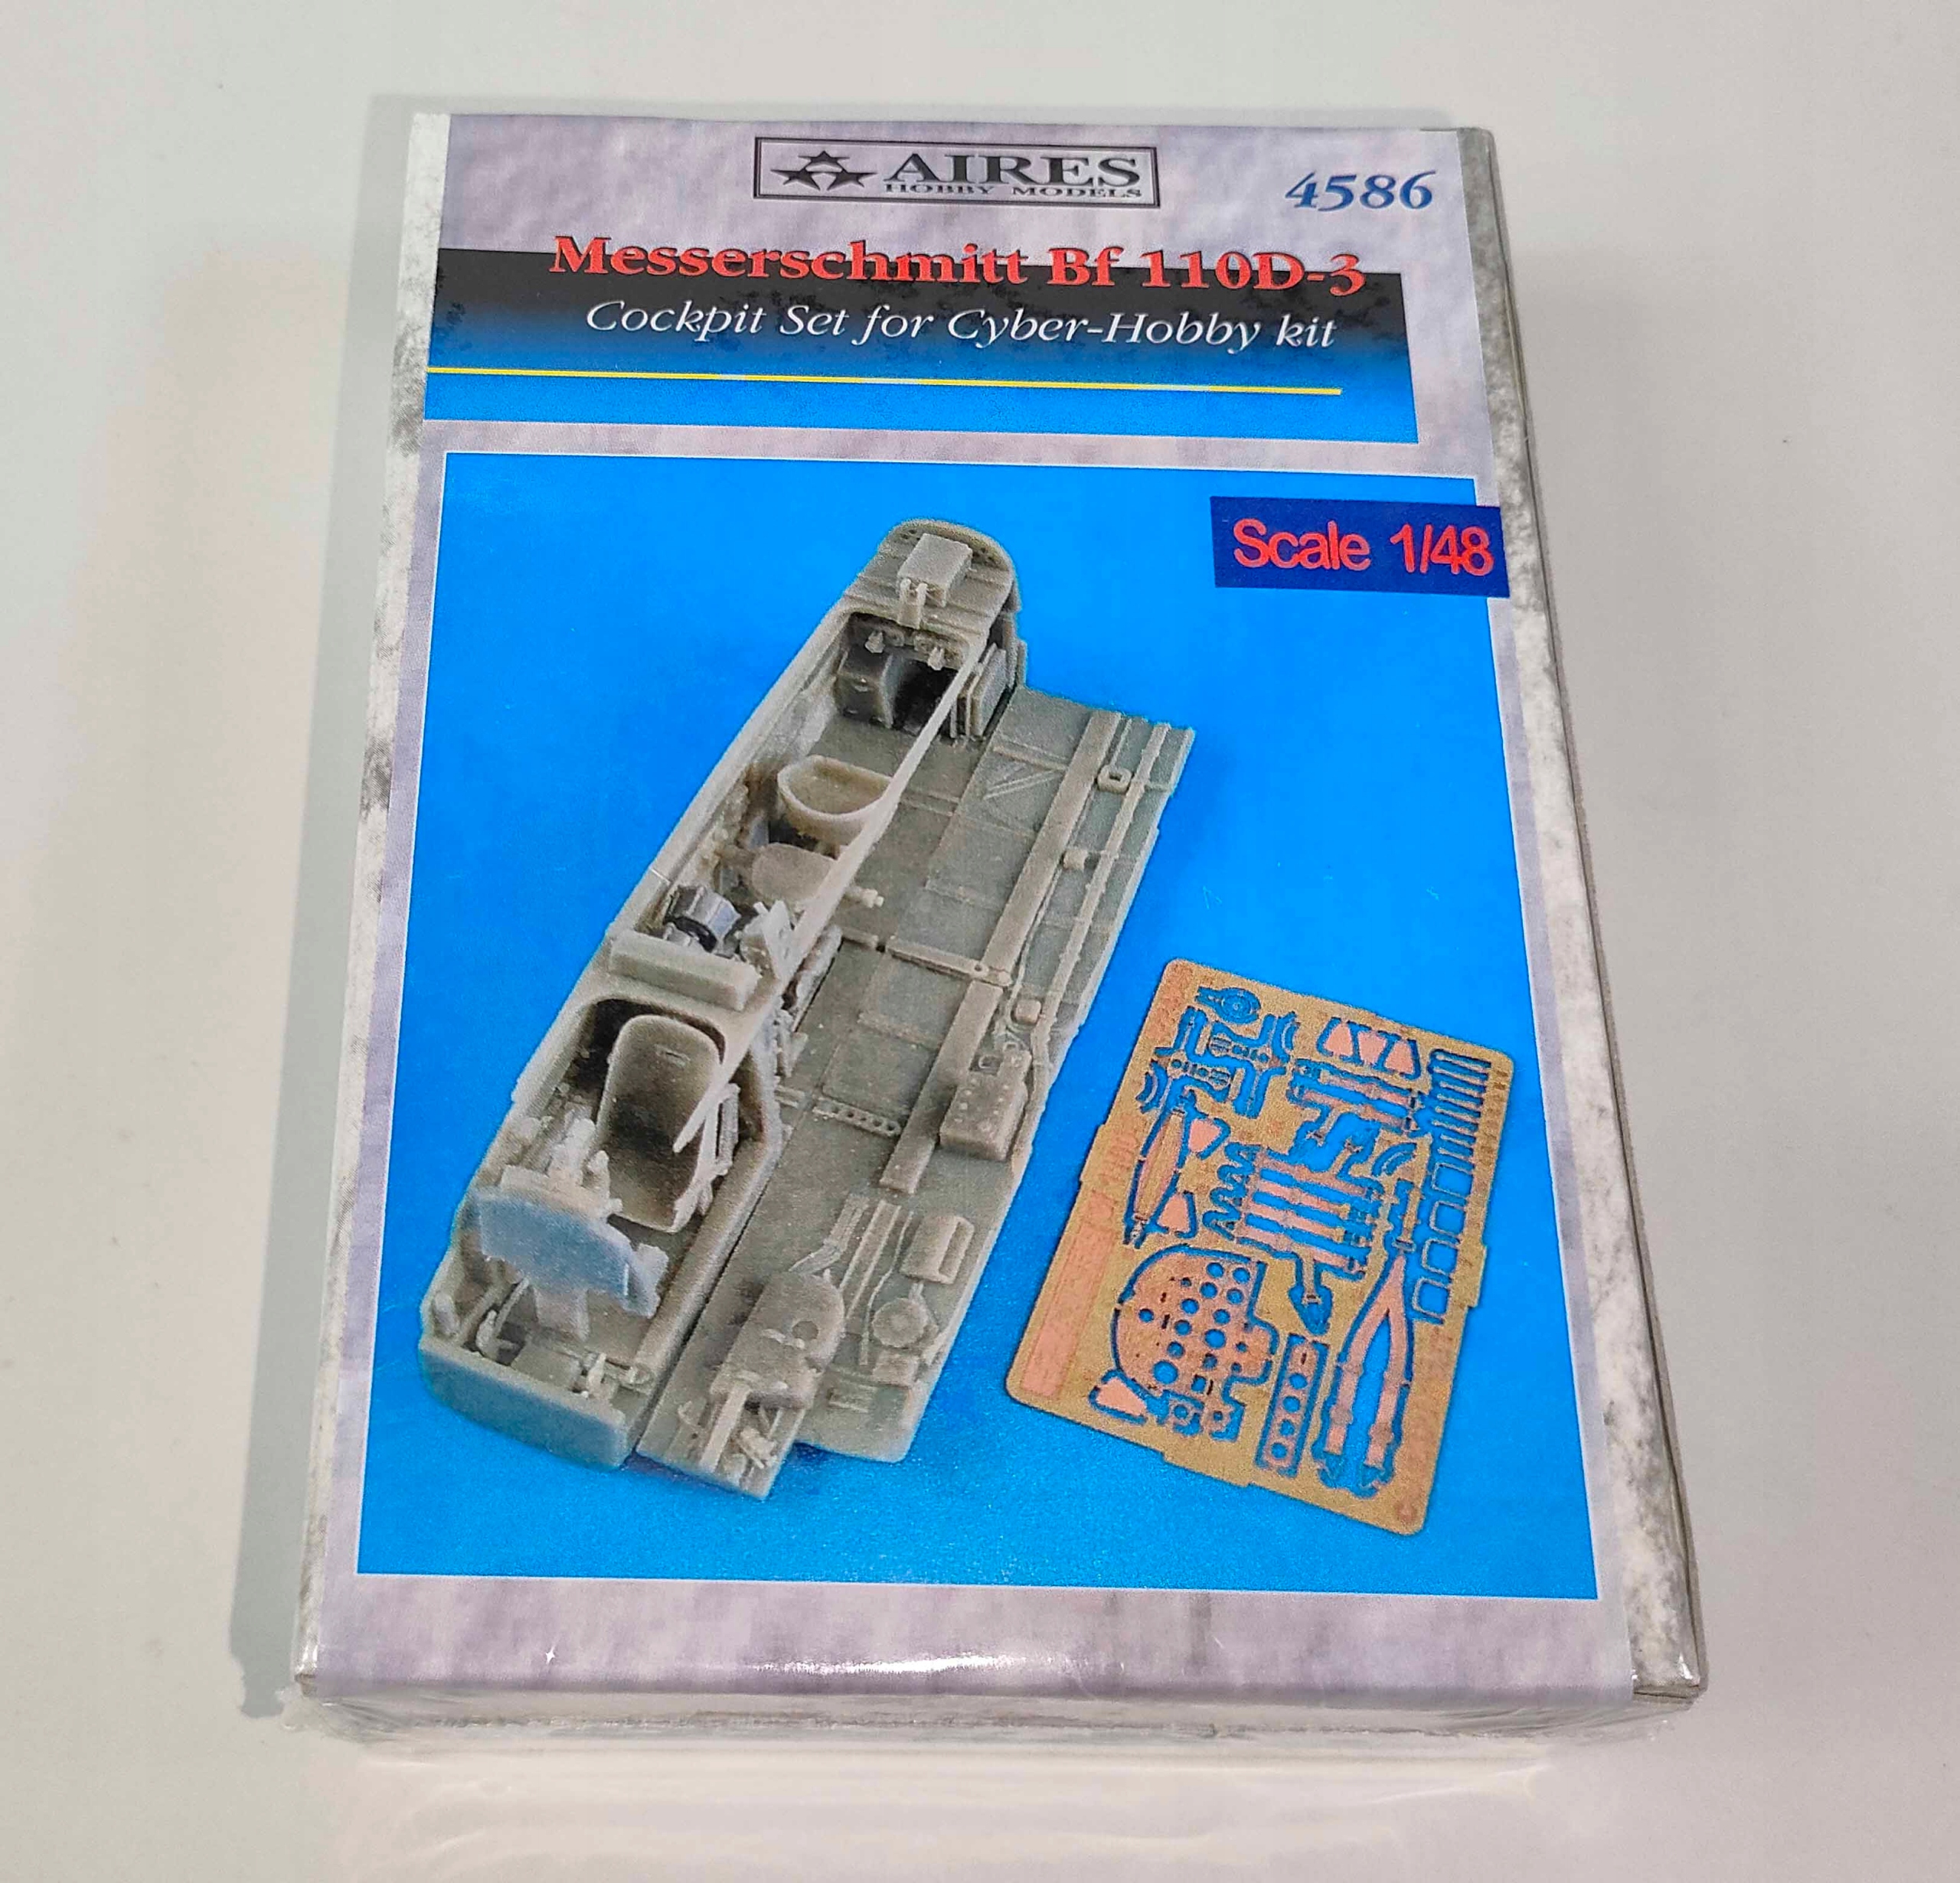 AIRES
HOBBY MODELS
4586
Messerschmitt Bf 110D-3
Cockpit Set for Cyber-Hobby kit
Scale 1/48